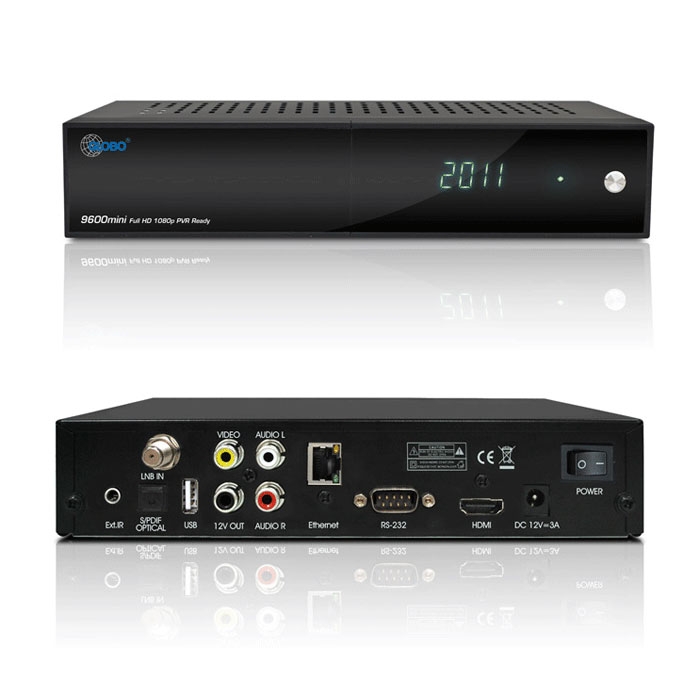 GLOBO®
2011
9600mini Full HD 1080p PVR Ready
VIDEO AUDIO L
LNB IN
Ext.IR S/PDIF OPTICAL USB 12V OUT AUDIO R Ethernet RS-232 HDMI DC 12V=3A
POWER
CE